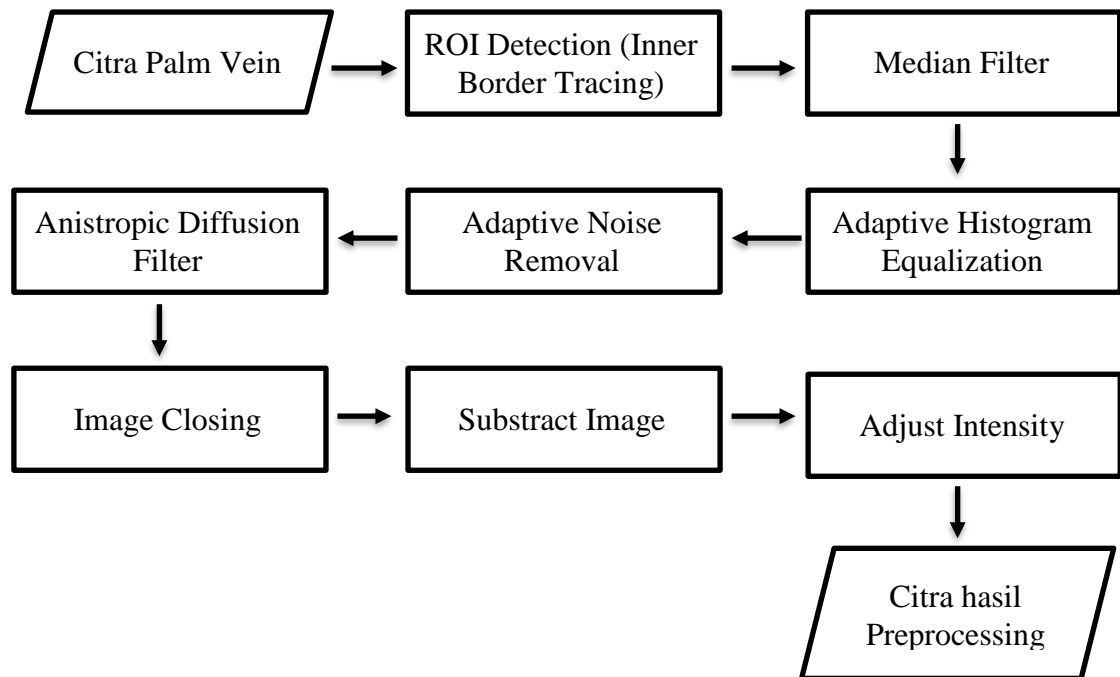 Citra Palm Vein
ROI Detection (Inner
Border Tracing)
Median Filter
Adaptive Histogram
Equalization
Adaptive Noise
Removal
Anistropic Diffusion
Filter
Image Closing
Substract Image
Adjust Intensity
Citra hasil
Preprocessing